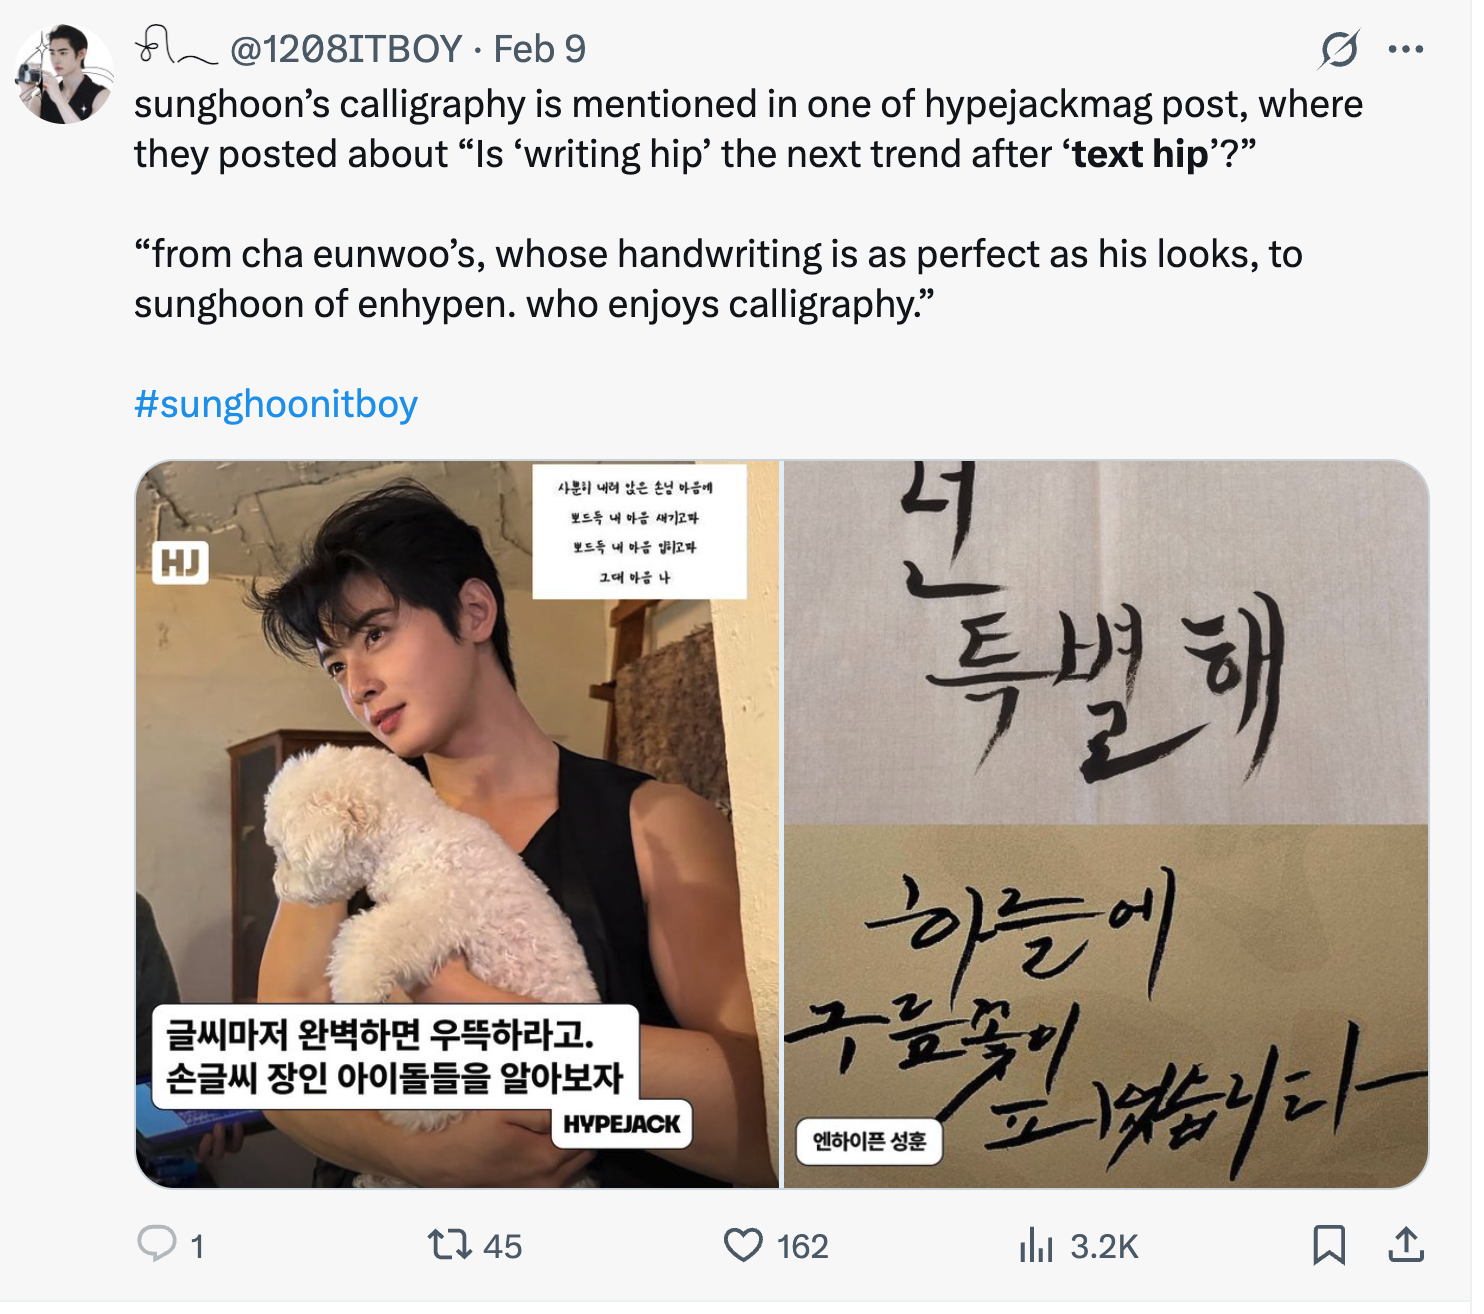 @1208ITBOY · Feb 9
sunghoon’s calligraphy is mentioned in one of hypejackmag post, where
they posted about “Is ‘writing hip’ the next trend after ‘text hip’?”
“from cha eunwoo’s, whose handwriting is as perfect as his looks, to
sunghoon of enhypen. who enjoys calligraphy.”
#sunghoonitboy
HJ
사뿐히 내려 앉은 손님 마음에
뽀드득 내 마음 새기고파
뽀드득 내 마음 입히고파
그대 마음 나
글씨마저 완벽하면 우뚝하라고.
손글씨 장인 아이돌들을 알아보자
HYPEJACK
넌
특별해
하늘에
구름꽃이
피었습니다
엔하이픈 성훈
1
45
162
3.2K